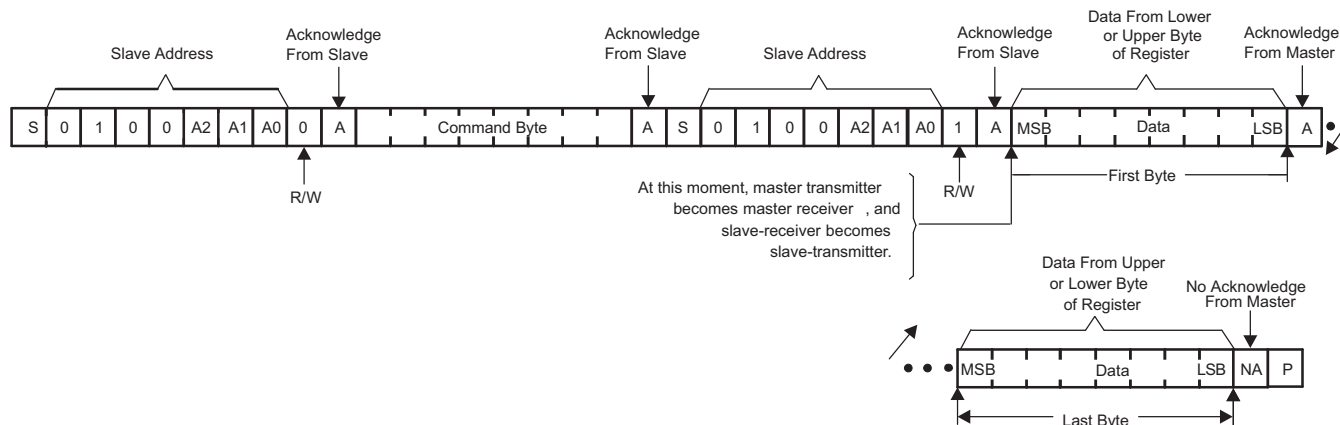 Slave Address
Acknowledge
From Slave
Acknowledge
From Slave
Slave Address
Acknowledge
From Slave
Data From Lower
or Upper Byte
of Register
Acknowledge
From Master
S 0 1 0 0 A2 A1 A0 0 A Command Byte A S 0 1 0 0 A2 A1 A0 1 A MSB Data LSB A
R/W
R/W
First Byte
At this moment, master transmitter
becomes master receiver , and
slave-receiver becomes
slave-transmitter.
Data From Upper
or Lower Byte
of Register
No Acknowledge
From Master
MSB Data LSB NA P
Last Byte